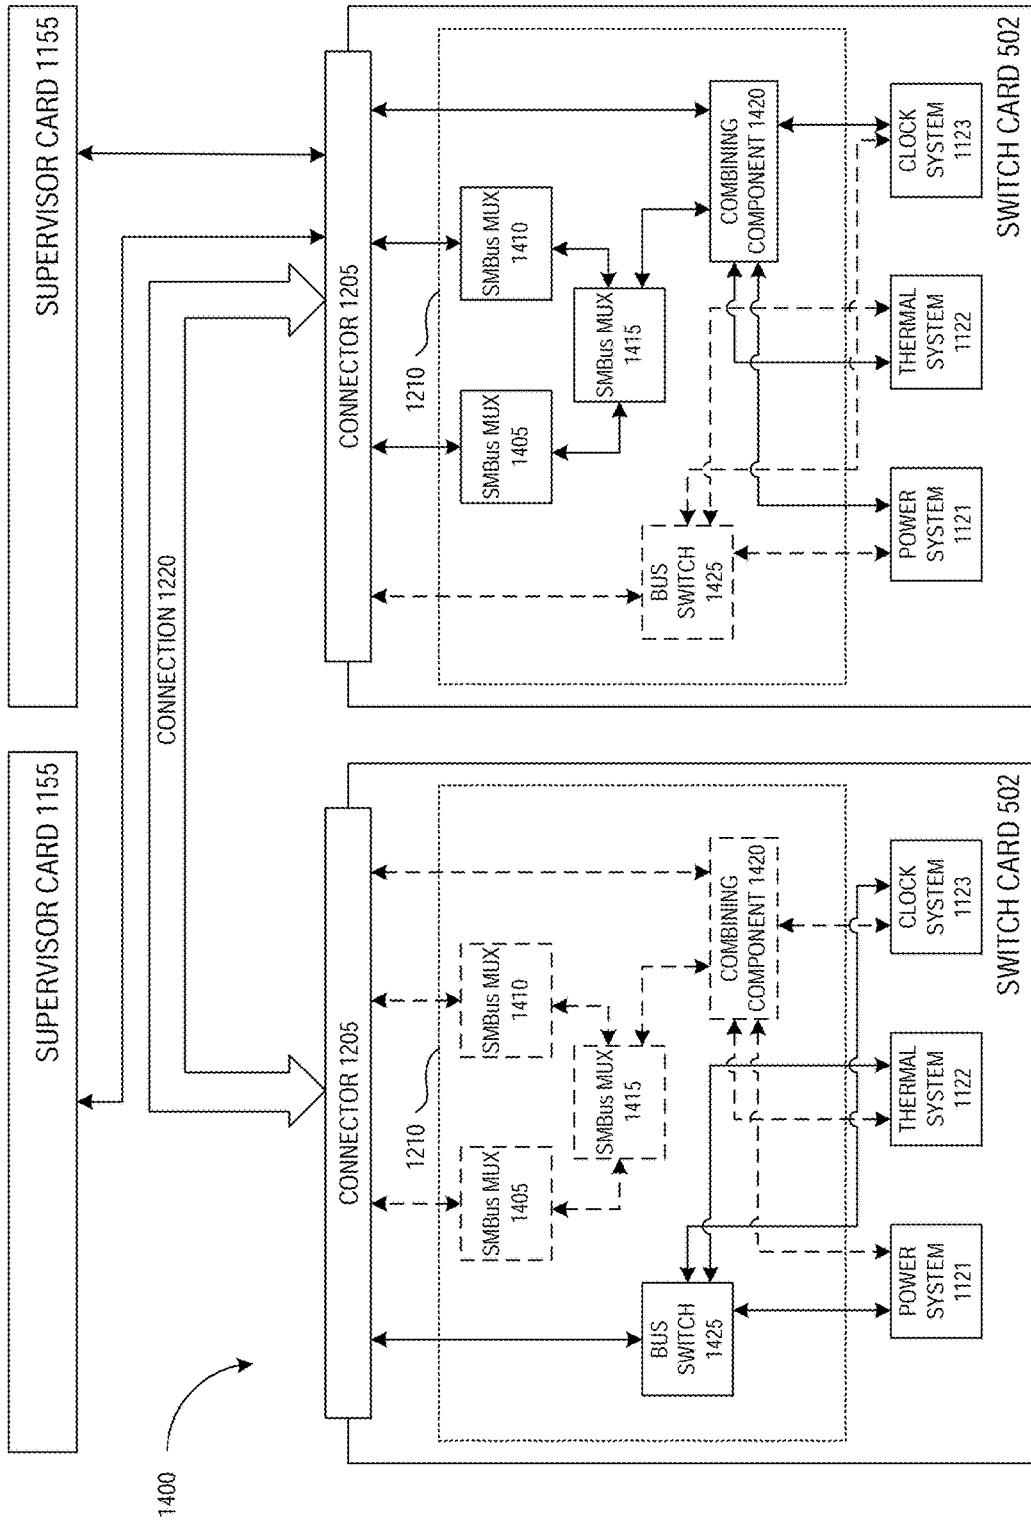 1400
SUPERVISOR CARD 1155
SUPERVISOR CARD 1155
CONNECTION 1220
CONNECTOR 1205
1210
SMBus MUX
1405
SMBus MUX
1410
SMBus MUX
1415
BUS
SWITCH
1425
COMBINING
COMPONENT 1420
POWER
SYSTEM
1121
THERMAL
SYSTEM
1122
CLOCK
SYSTEM
1123
SWITCH CARD 502
CONNECTOR 1205
1210
SMBus MUX
1405
SMBus MUX
1410
SMBus MUX
1415
BUS
SWITCH
1425
COMBINING
COMPONENT 1420
POWER
SYSTEM
1121
THERMAL
SYSTEM
1122
CLOCK
SYSTEM
1123
SWITCH CARD 502